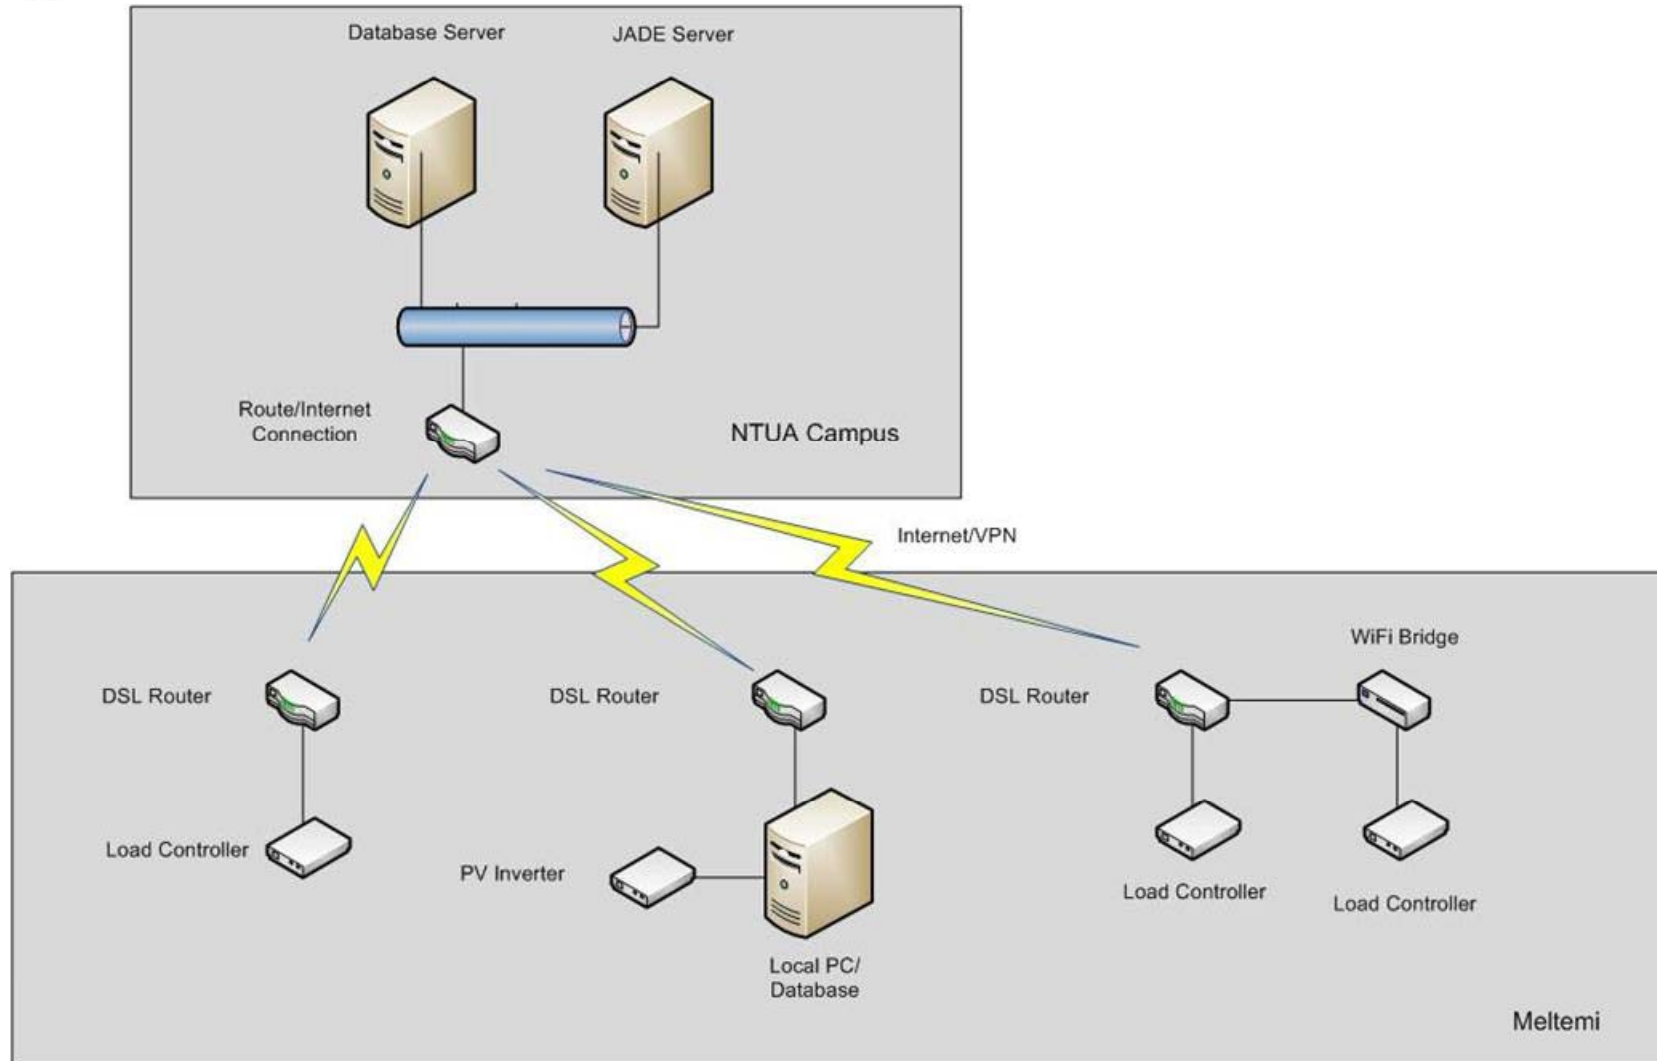 Database Server
JADE Server
Route/Internet
Connection
NTUA Campus
Internet/VPN
WiFi Bridge
DSL Router
DSL Router
DSL Router
Load Controller
PV Inverter
Load Controller
Load Controller
Local PC/
Database
Meltemi